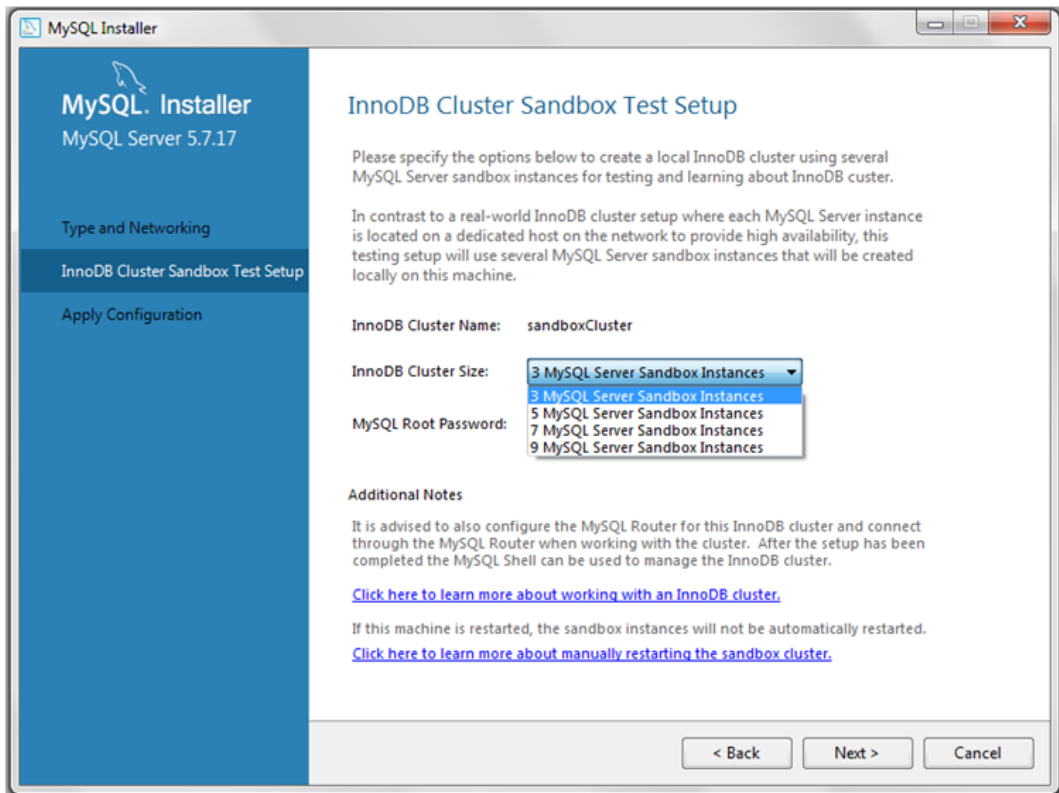 MySQL Installer
MySQL. Installer
MySQL Server 5.7.17
Type and Networking
InnoDB Cluster Sandbox Test Setup
Apply Configuration
InnoDB Cluster Sandbox Test Setup
Please specify the options below to create a local InnoDB cluster using several
MySQL Server sandbox instances for testing and learning about InnoDB custer.
In contrast to a real-world InnoDB cluster setup where each MySQL Server instance
is located on a dedicated host on the network to provide high availability, this
testing setup will use several MySQL Server sandbox instances that will be created
locally on this machine.
InnoDB Cluster Name: sandboxCluster
InnoDB Cluster Size: 3 MySQL Server Sandbox Instances
3 MySQL Server Sandbox Instances
5 MySQL Server Sandbox Instances
MySQL Root Password: 7 MySQL Server Sandbox Instances
9 MySQL Server Sandbox Instances
Additional Notes
It is advised to also configure the MySQL Router for this InnoDB cluster and connect
through the MySQL Router when working with the cluster. After the setup has been
completed the MySQL Shell can be used to manage the InnoDB cluster.
Click here to learn more about working with an InnoDB cluster.
If this machine is restarted, the sandbox instances will not be automatically restarted.
Click here to learn more about manually restarting the sandbox cluster.
< Back Next > Cancel